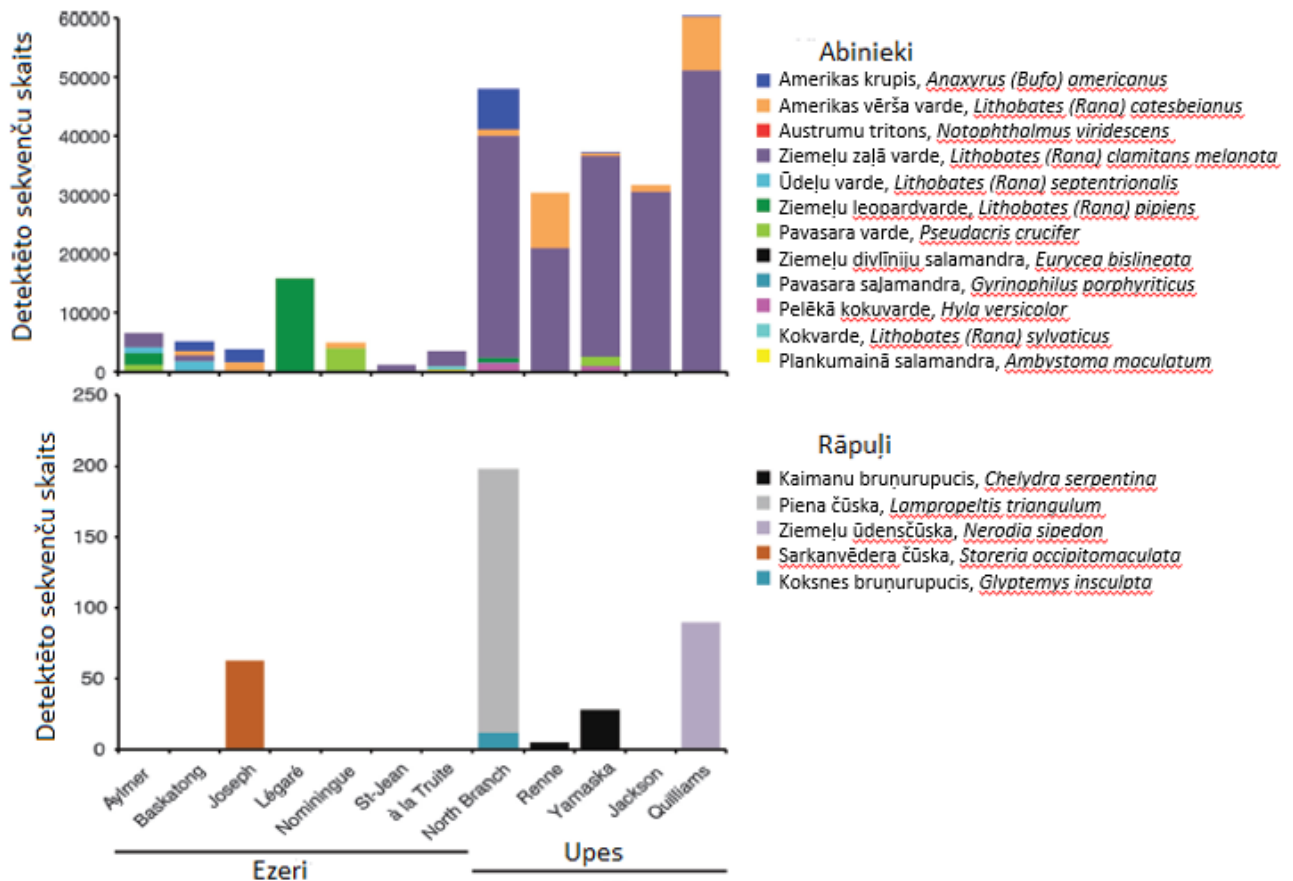 Detektēto sekvenču skaits
60000
50000
40000
30000
20000
10000
0
Abinieki
Amerikas krupis, Anaxyrus (Bufo) americanus
Amerikas vērša varde, Lithobates (Rana) catesbeianus
Austrumu tritons, Notophthalmus viridescens
Ziemeļu zaļā varde, Lithobates (Rana) clamitans melanota
Ūdeļu varde, Lithobates (Rana) septentrionalis
Ziemeļu leopardvarde, Lithobates (Rana) pipiens
Pavasara varde, Pseudacris crucifer
Ziemeļu divlīniju salamandra, Eurycea bislineata
Pavasara salamandra, Gyrinophilus porphyriticus
Pelēkā kokuvarde, Hyla versicolor
Kokvarde, Lithobates (Rana) sylvaticus
Plankumainā salamandra, Ambystoma maculatum
Detektēto sekvenču skaits
250
200
150
100
50
0
Rāpuļi
Kaimanu bruņurupucis, Chelydra serpentina
Piena čūska, Lampropeltis triangulum
Ziemeļu ūdensčūska, Nerodia sipedon
Sarkanvēdera čūska, Storeria occipitomaculata
Koksnes bruņurupucis, Glyptemys insculpta
Aylmer
Baskatong
Joseph
Légaré
Nominingue
St-Jean
à la Truite
North Branch
Renne
Yamaska
Jackson
Quilliams
Ezeri
Upes